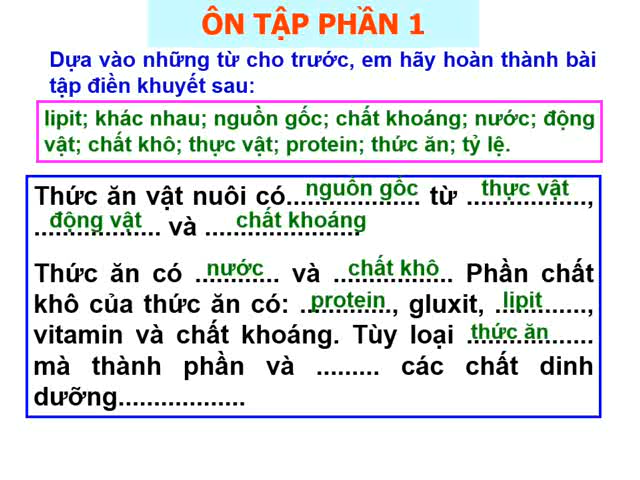 ÔN TẬP PHẦN 1
Dựa vào những từ cho trước, em hãy hoàn thành bài
tập điền khuyết sau:
lipit; khác nhau; nguồn gốc; chất khoáng; nước; động
vật; chất khô; thực vật; protein; thức ăn; tỷ lệ.
Thức ăn vật nuôi có...nguồn gốc... từ ...thực vật...,
...động vật... và ...chất khoáng...
Thức ăn có ...nước... và ...chất khô... Phần chất
khô của thức ăn có: ...protein..., gluxit, ...lipit...,
vitamin và chất khoáng. Tùy loại ...thức ăn...
mà thành phần và ......... các chất dinh
dưỡng..................